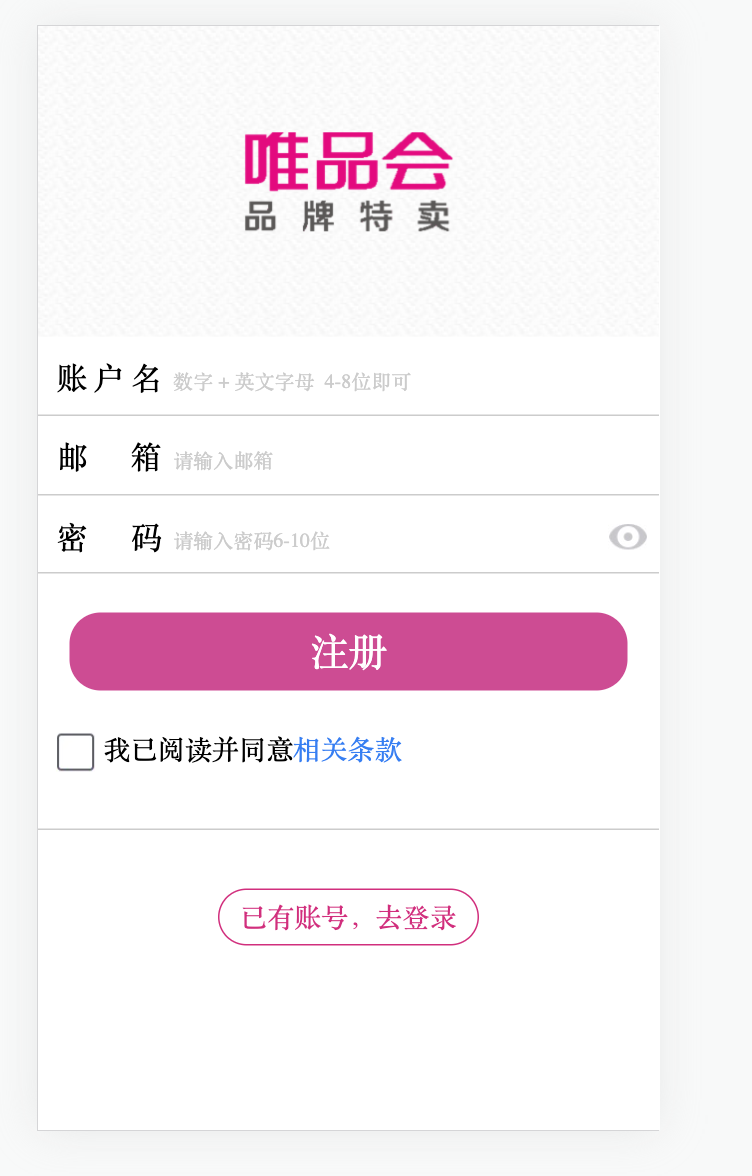 唯品会
品牌特卖
账户名 数字 + 英文字母 4-8位即可
邮箱 请输入邮箱
密码 请输入密码6-10位
注册
我已阅读并同意相关条款
已有账号，去登录